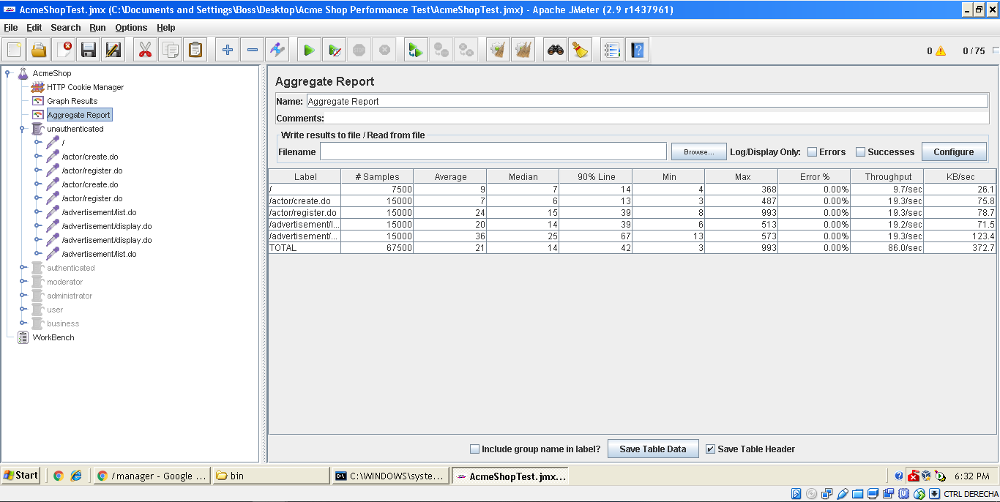 AcmeShopTest.jmx (C:\Documents and Settings\Boss\Desktop\Acme Shop Performance Test\AcmeShopTest.jmx) - Apache JMeter (2.9 r1437961)
File Edit Search Run Options Help
0 0 / 75
AcmeShop
HTTP Cookie Manager
Graph Results
Aggregate Report
unauthenticated
/
/actor/create.do
/actor/register.do
/actor/create.do
/actor/register.do
/advertisement/list.do
/advertisement/display.do
/advertisement/display.do
/advertisement/list.do
authenticated
moderator
administrator
user
business
WorkBench
Aggregate Report
Name: Aggregate Report
Comments:
Write results to file / Read from file
Filename Browse... Log/Display Only: Errors Successes Configure
Label # Samples Average Median 90% Line Min Max Error % Throughput KB/sec
/ 7500 9 7 14 4 368 0.00% 9.7/sec 26.1
/actor/create.do 15000 7 6 13 3 487 0.00% 19.3/sec 75.8
/actor/register.do 15000 24 15 39 8 993 0.00% 19.3/sec 78.7
/advertisement/l... 15000 20 14 39 6 513 0.00% 19.2/sec 71.5
/advertisement/... 15000 36 25 67 13 573 0.00% 19.3/sec 123.4
TOTAL 67500 21 14 42 3 993 0.00% 86.0/sec 372.7
Include group name in label? Save Table Data Save Table Header
Start /manager - Google ... bin C:\WINDOWS\syste... AcmeShopTest.jmx... 6:32 PM
CTRL DERECHA